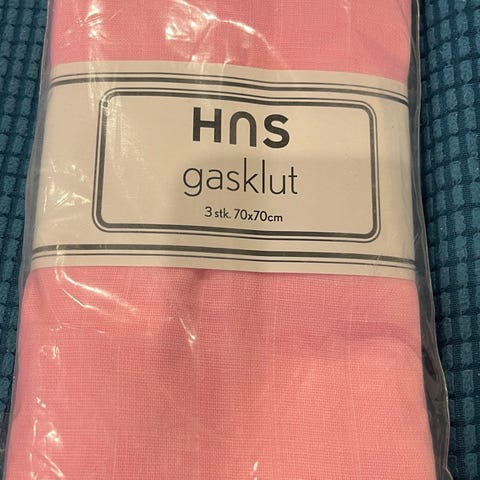 HNS
gasklut
3 stk. 70x70cm